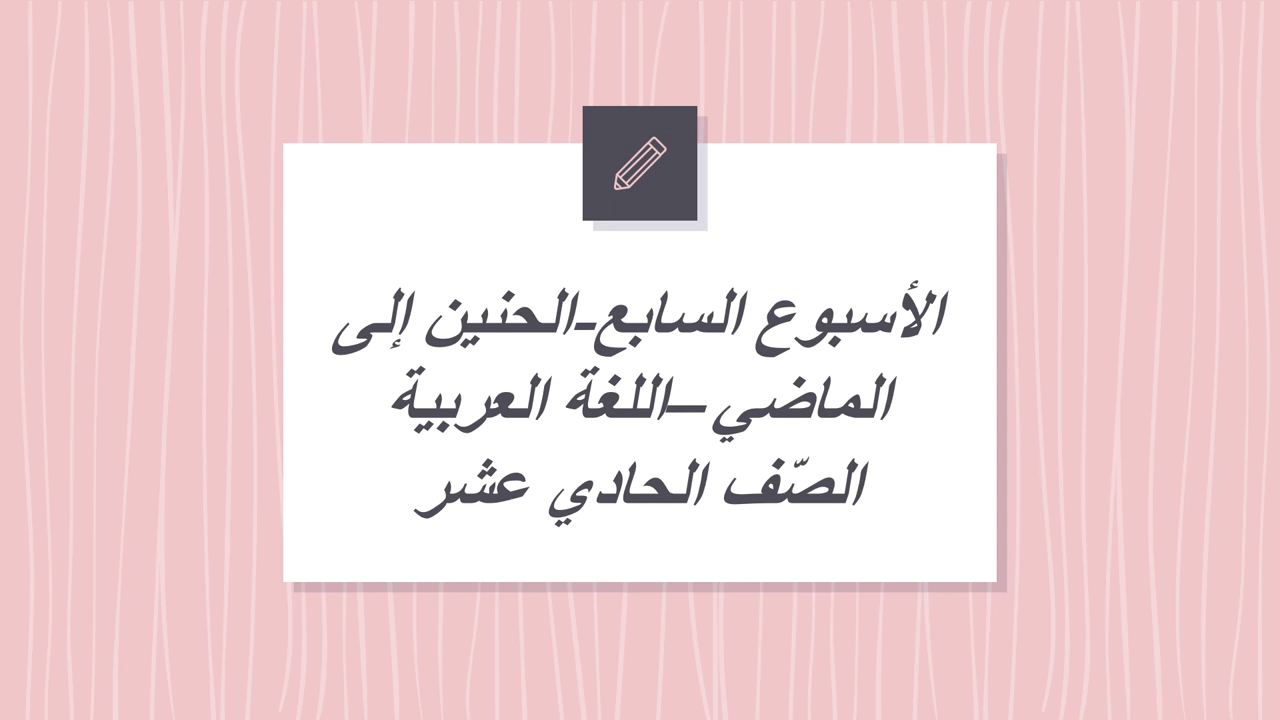 الأسبوع السابع-الحنين إلى
الماضي –اللغة العربية
الصّف الحادي عشر